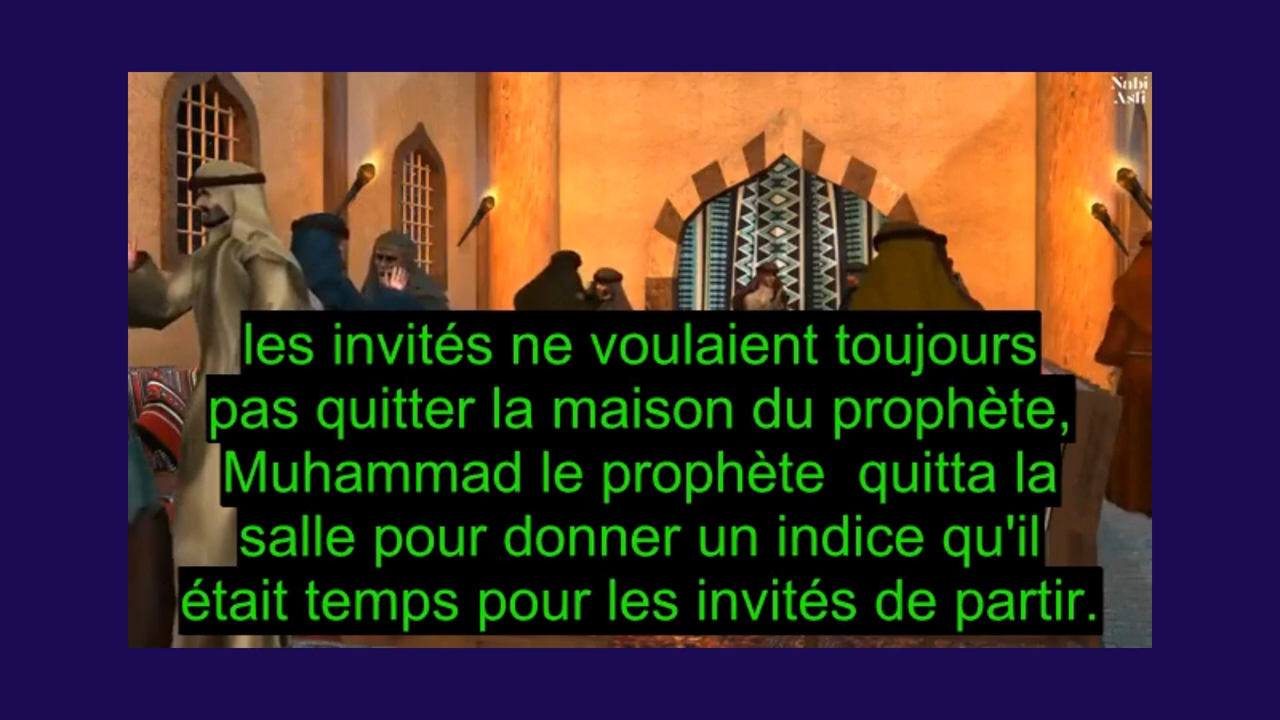 Nabi
Asli
les invités ne voulaient toujours
pas quitter la maison du prophète,
Muhammad le prophète  quitta la
salle pour donner un indice qu'il
était temps pour les invités de partir.